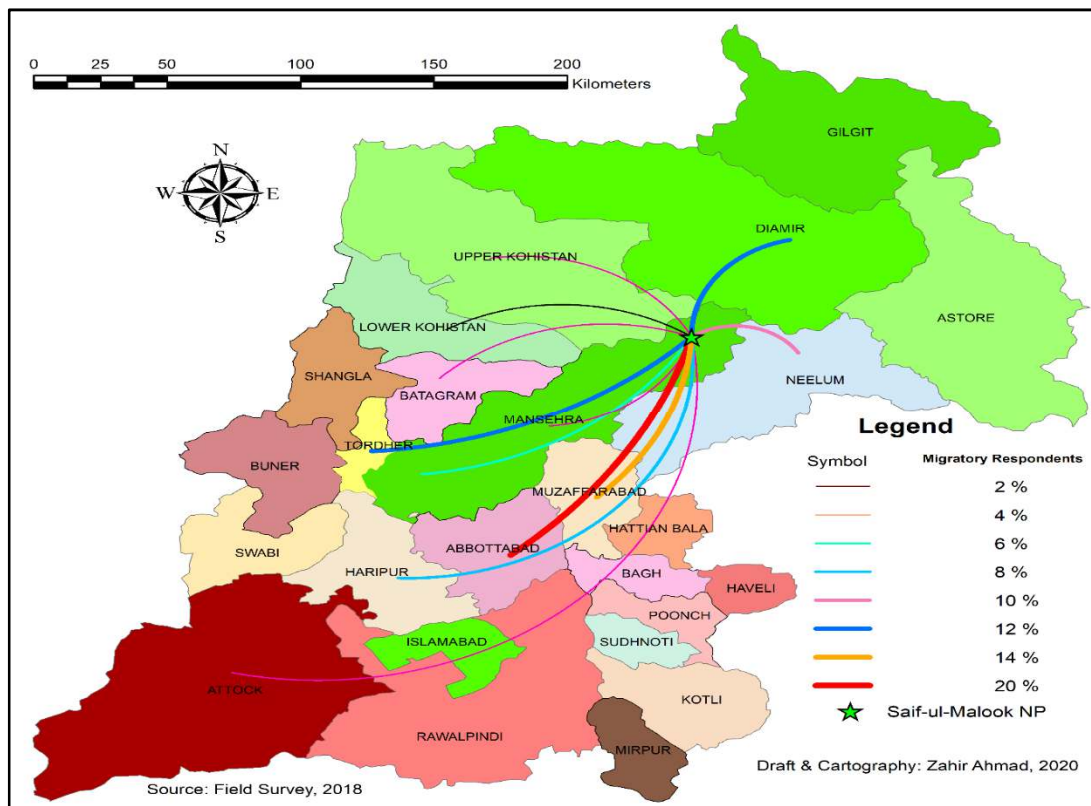 0 25 50 100 150 200
Kilometers
N
W E
S
GILGIT
DIAMIR
UPPER KOHISTAN
ASTORE
LOWER KOHISTAN
SHANGLA
NEELUM
BATAGRAM
MANSEHRA
TORDHER
BUNER
MUZAFFARABAD
HATTIAN BALA
SWABI
ABBOTTABAD
HARIPUR
BAGH
HAVELI
POONCH
ISLAMABAD
SUDHNOTI
ATTOCK
KOTLI
RAWALPINDI
MIRPUR
Legend
Symbol Migratory Respondents
2 %
4 %
6 %
8 %
10 %
12 %
14 %
20 %
Saif-ul-Malook NP
Source: Field Survey, 2018
Draft & Cartography: Zahir Ahmad, 2020